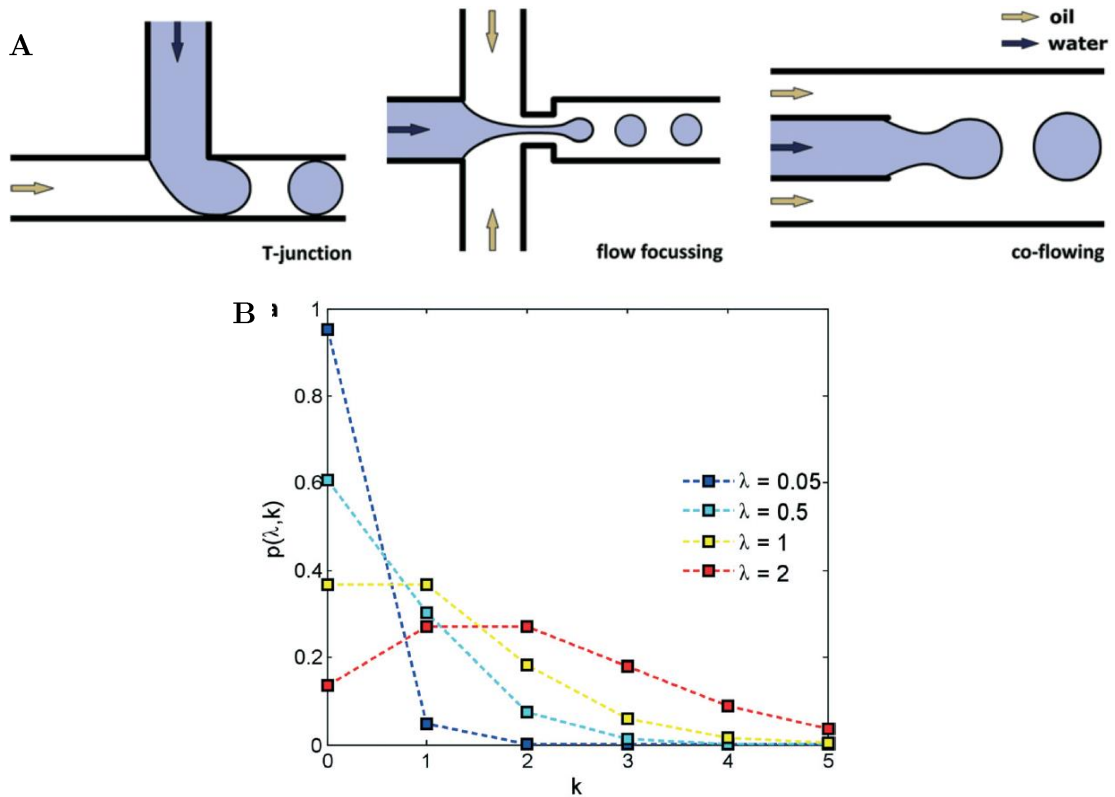 A
oil
water
T-junction
flow focussing
co-flowing
B
1
0.8
0.6
0.4
0.2
0
p(λ,k)
λ = 0.05
λ = 0.5
λ = 1
λ = 2
0 1 2 3 4 5
k